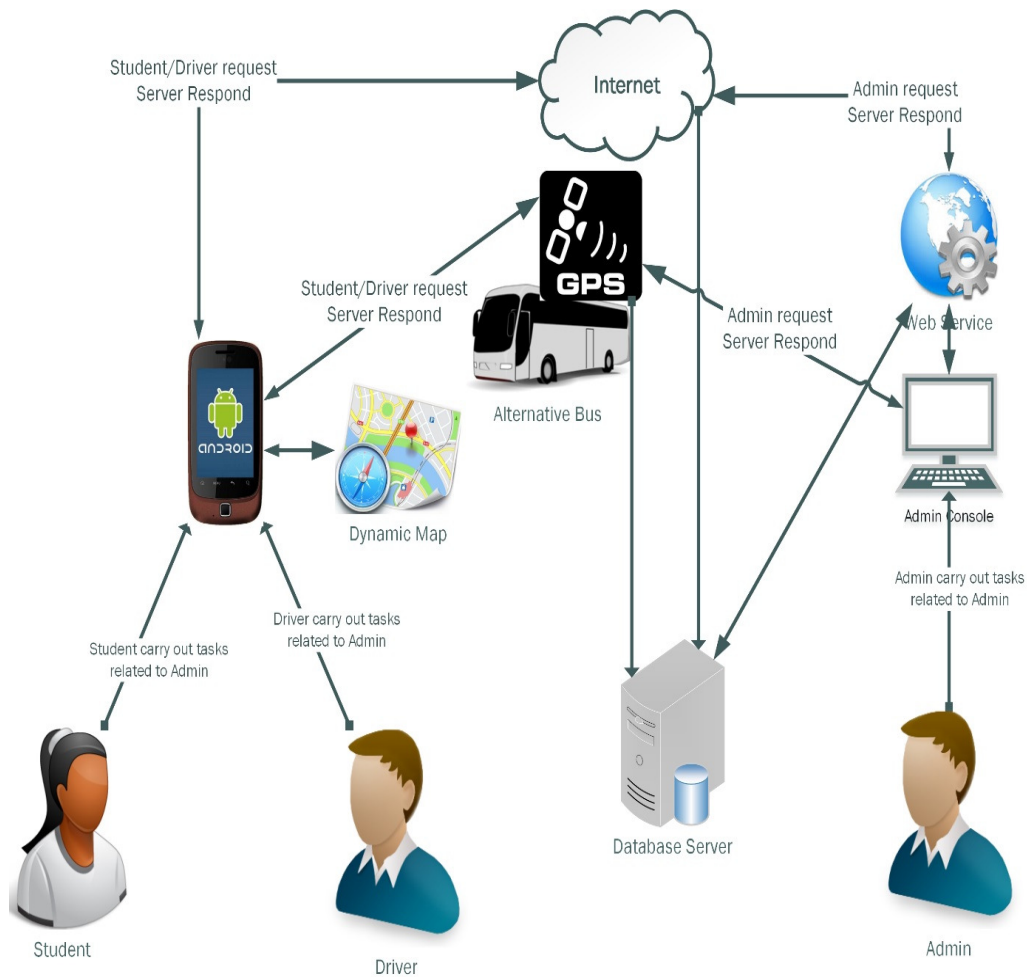 Student/Driver request
Server Respond
Internet
Admin request
Server Respond
GPS
Student/Driver request
Server Respond
Admin request
Server Respond
Web Service
Alternative Bus
ANDROID
Dynamic Map
Admin Console
Admin carry out tasks
related to Admin
Driver carry out tasks
related to Admin
Student carry out tasks
related to Admin
Database Server
Student
Driver
Admin